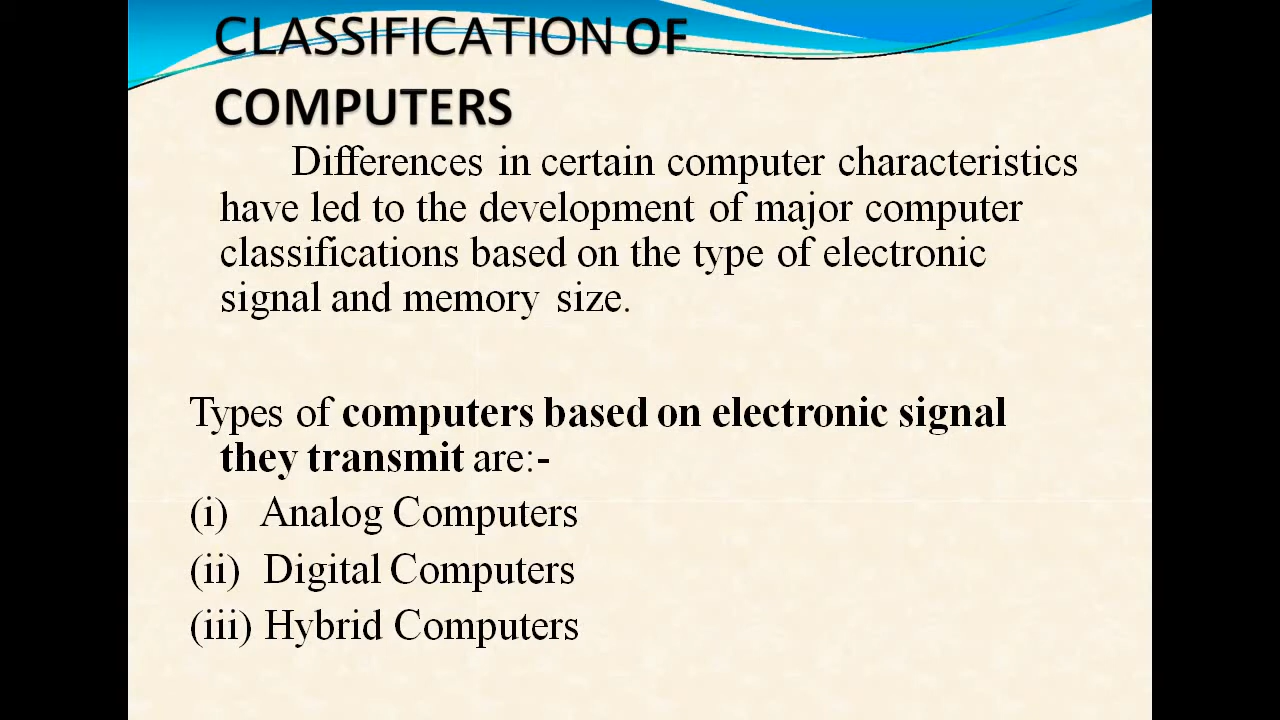 CLASSIFICATION OF
COMPUTERS
Differences in certain computer characteristics
have led to the development of major computer
classifications based on the type of electronic
signal and memory size.
Types of computers based on electronic signal
they transmit are:-
(i) Analog Computers
(ii) Digital Computers
(iii) Hybrid Computers